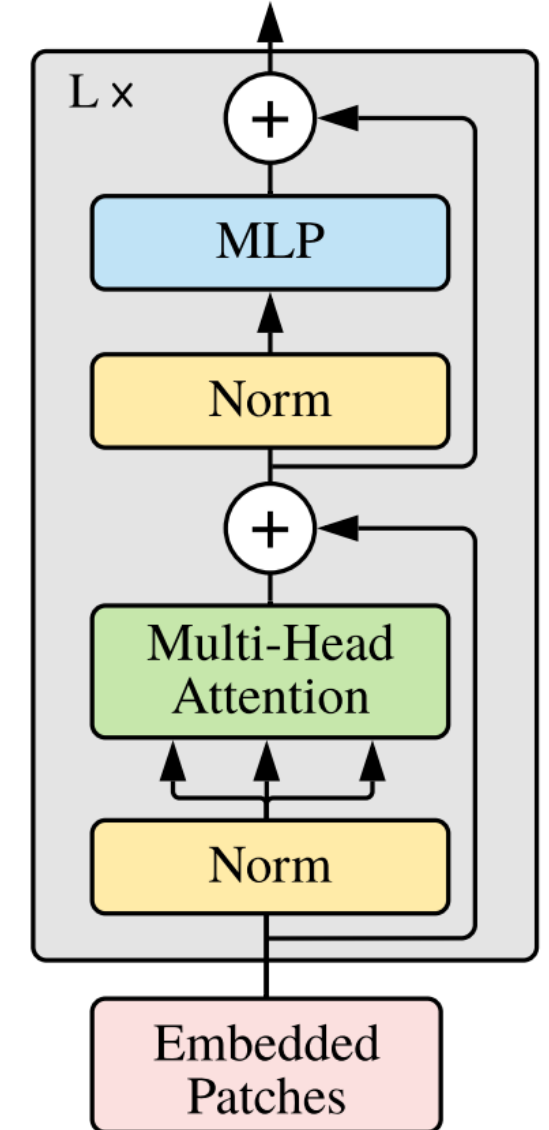 L ×
+
MLP
Norm
+
Multi-Head
Attention
Norm
Embedded
Patches